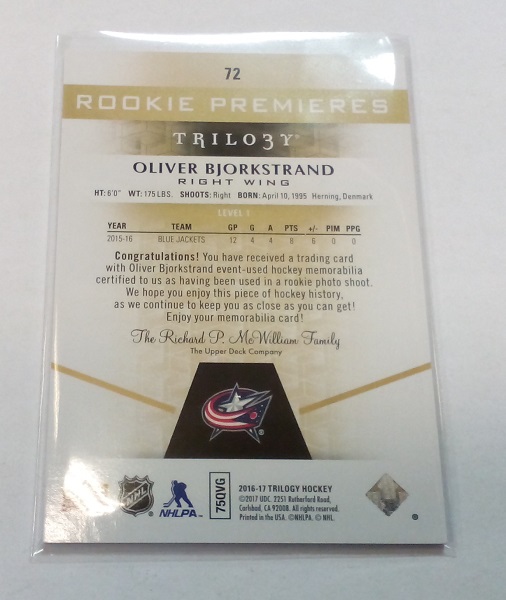 72
ROOKIE PREMIERES
TRILO3Y
OLIVER BJORKSTRAND
RIGHT WING
HT: 6'0" WT: 175 LBS. SHOOTS: Right BORN: April 10, 1995 Herning, Denmark
LEVEL 1
YEAR TEAM GP G A PTS +/- PIM PPG
2015-16 BLUE JACKETS 12 4 4 8 6 0 0
Congratulations! You have received a trading card
with Oliver Bjorkstrand event-used hockey memorabilia
certified to us as having been used in a rookie photo shoot.
We hope you enjoy this piece of hockey history,
as we continue to keep you as close as you can get!
Enjoy your memorabilia card!
The Richard P. McWilliam Family
The Upper Deck Company
®
NHL
NHLPA
75QVG
2016-17 TRILOGY HOCKEY
©2017 UDC. 2251 Rutherford Road,
Carlsbad, CA 92008. All Rights Reserved.
Printed in the USA. ©NHLPA. © NHL.